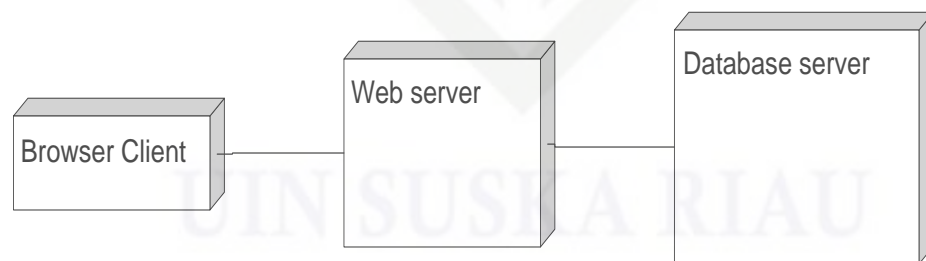 Browser Client
Web server
Database server
UIN SUSKA RIAU